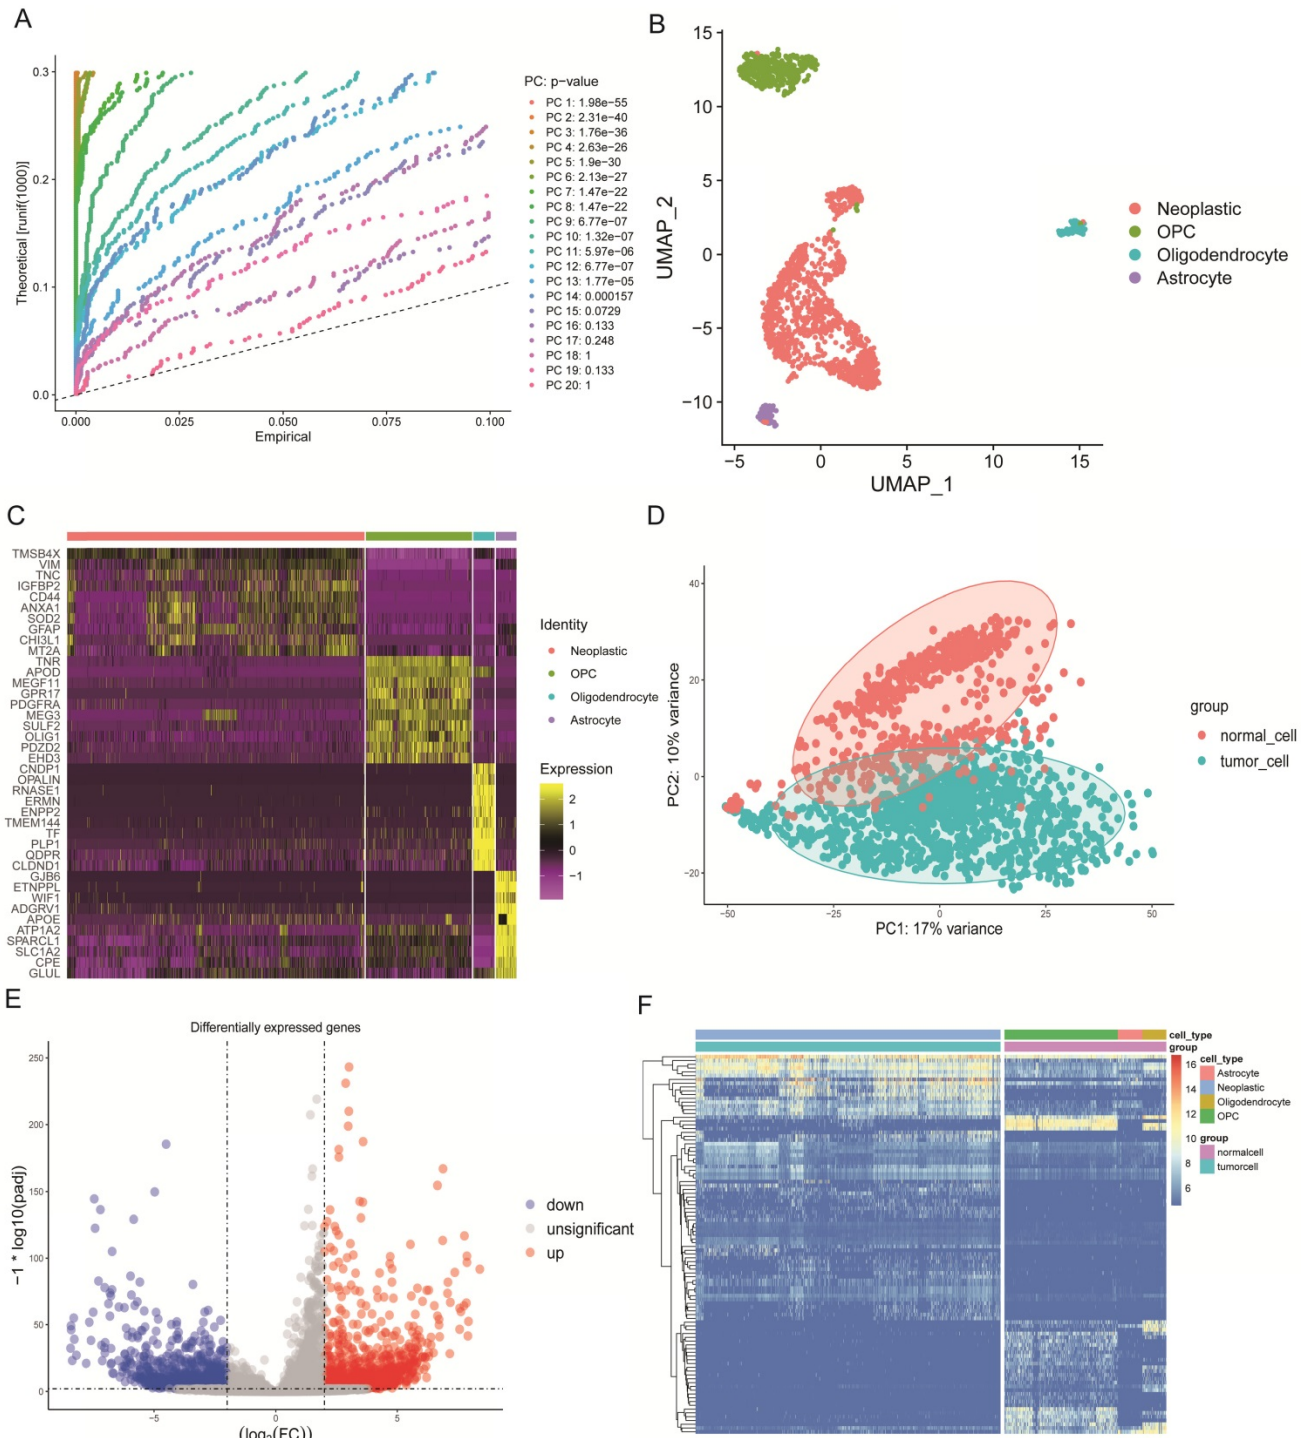 A
0.3
0.2
0.1
0.0
Theoretical [runif(1000)]
0.000
0.025
0.050
0.075
0.100
Empirical
PC: p-value
PC 1: 1.98e-55
PC 2: 2.31e-40
PC 3: 1.76e-36
PC 4: 2.63e-26
PC 5: 1.9e-30
PC 6: 2.13e-27
PC 7: 1.47e-22
PC 8: 1.47e-22
PC 9: 6.77e-07
PC 10: 1.32e-07
PC 11: 5.97e-06
PC 12: 6.77e-07
PC 13: 1.77e-05
PC 14: 0.000157
PC 15: 0.0729
PC 16: 0.133
PC 17: 0.248
PC 18: 1
PC 19: 0.133
PC 20: 1
B
15
10
5
0
−5
−10
UMAP_2
−5
0
5
10
15
UMAP_1
Neoplastic
OPC
Oligodendrocyte
Astrocyte
C
TMSB4X
VIM
TNC
IGFBP2
CD44
ANXA1
SOD2
GFAP
CHI3L1
MT2A
TNR
APOD
MEGF11
GPR17
PDGFRA
MEG3
SULF2
OLIG1
PDZD2
EHD3
CNDP1
OPALIN
RNASE1
ERMN
ENPP2
TMEM144
TF
PLP1
QDPR
CLDND1
GJB6
ETNPPL
WIF1
ADGRV1
APOE
ATP1A2
SPARCL1
SLC1A2
CPE
GLUL
Identity
Neoplastic
OPC
Oligodendrocyte
Astrocyte
Expression
2
1
0
−1
D
40
20
0
−20
PC2: 10% variance
−50
−25
0
25
50
PC1: 17% variance
group
normal_cell
tumor_cell
E
Differentially expressed genes
250
200
150
100
50
0
−1 * log10(padj)
−5
0
5
(log2(FC))
down
unsignificant
up
F
cell_type
group
16
14
12
10
8
6
cell_type
Astrocyte
Neoplastic
Oligodendrocyte
OPC
group
normalcell
tumorcell